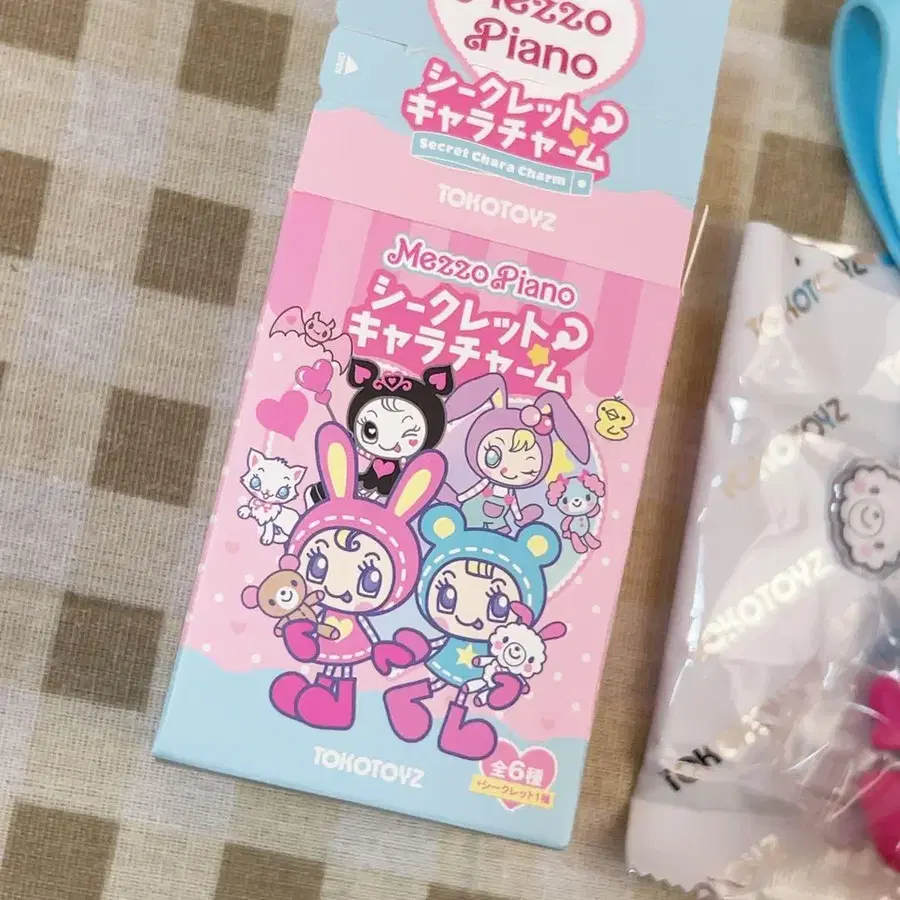 Mezzo
Piano
シークレット
キャラチャーム
Secret Chara Charm
TOKOTOYZ
Mezzo Piano
シークレット
キャラチャーム
TOKOTOYZ
全6種
+シークレット1種
TOKOTOYZ
TOKOTOYZ
TOKOTOYZ
TOKOTOYZ